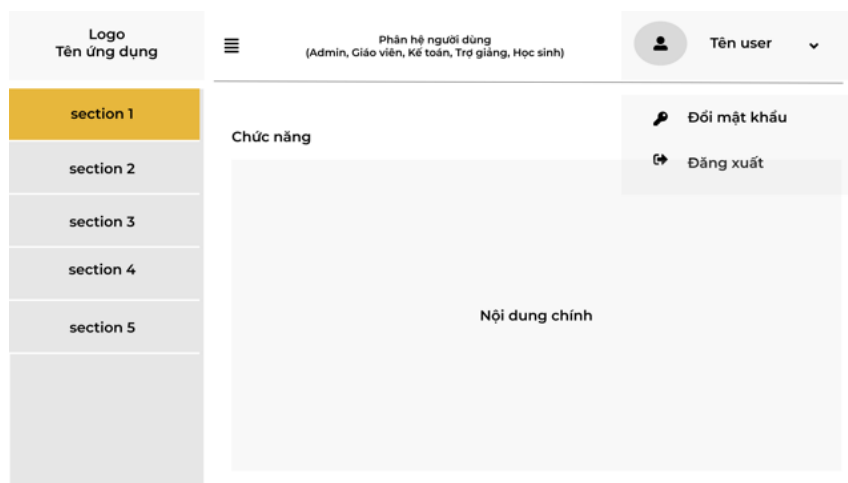 Logo
Tên ứng dụng
Phân hệ người dùng
(Admin, Giáo viên, Kế toán, Trợ giảng, Học sinh)
Tên user
section 1
section 2
section 3
section 4
section 5
Chức năng
Đổi mật khẩu
Đăng xuất
Nội dung chính